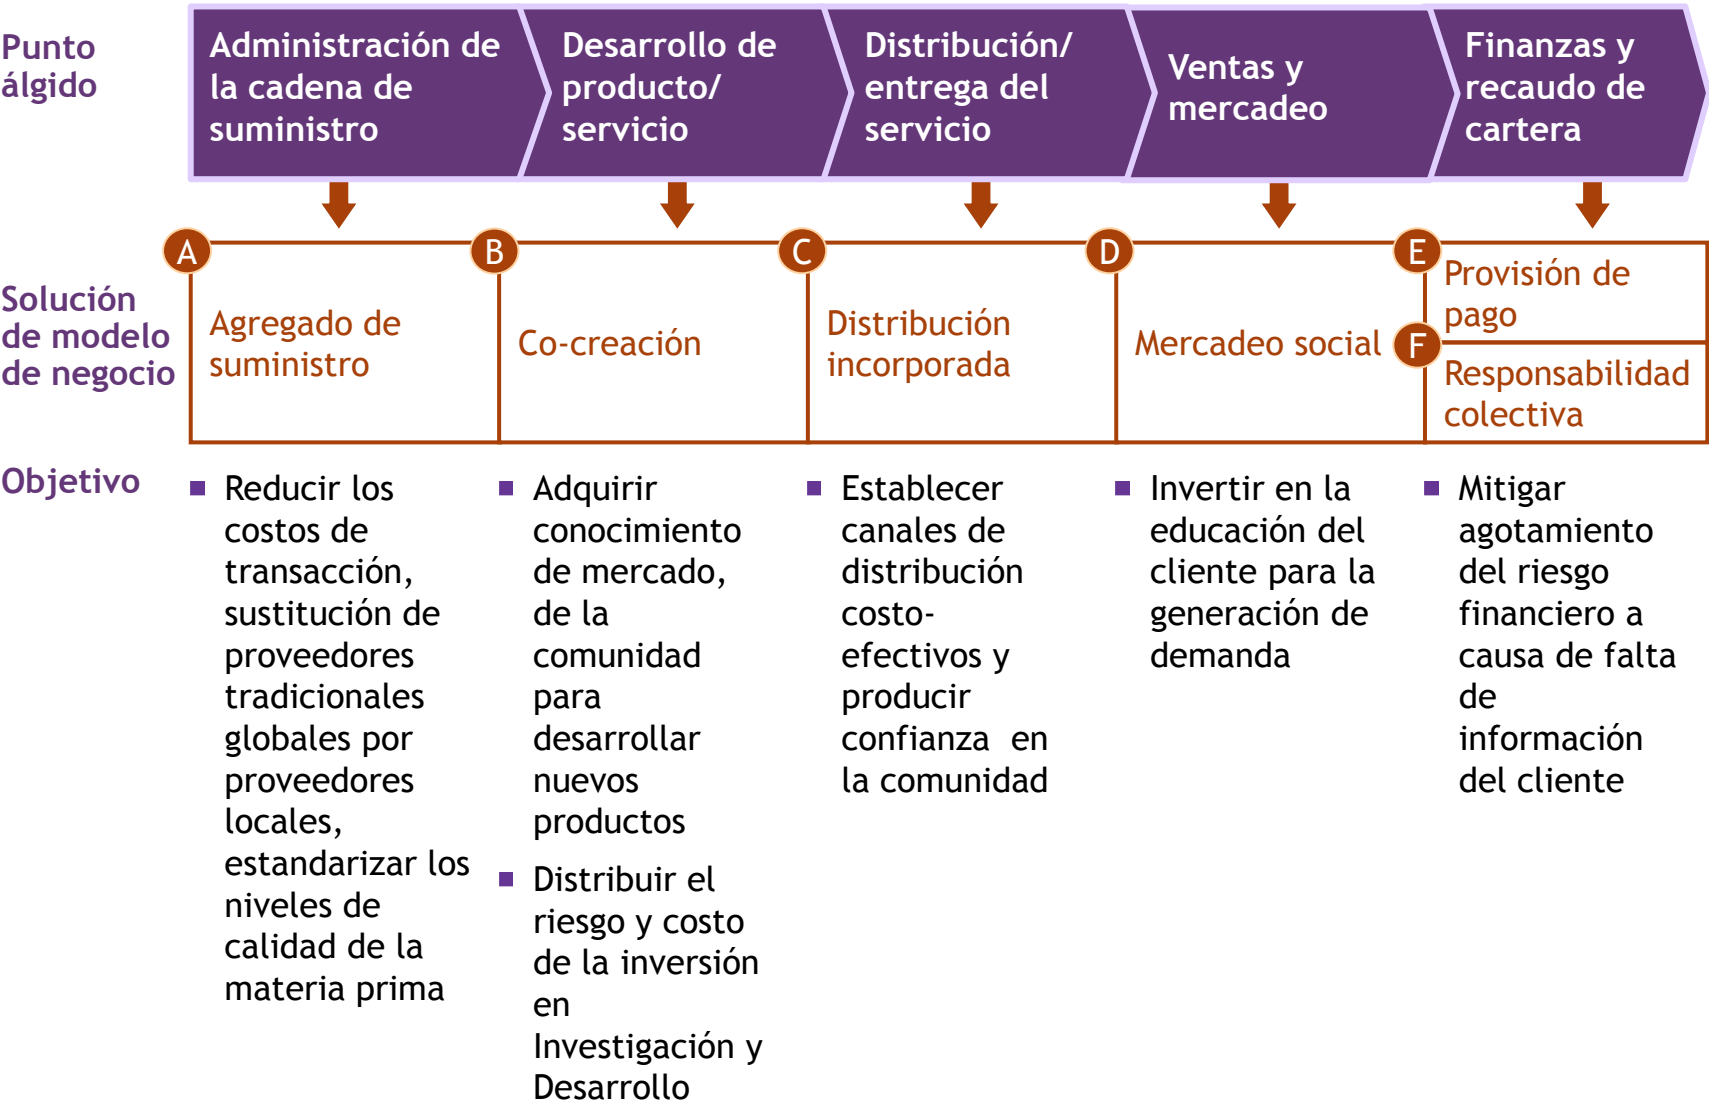 Punto
álgido
Administración de
la cadena de
suministro
Desarrollo de
producto/
servicio
Distribución/
entrega del
servicio
Ventas y
mercadeo
Finanzas y
recaudo de
cartera
Solución
de modelo
de negocio
A
Agregado de
suministro
B
Co-creación
C
Distribución
incorporada
D
Mercadeo social
E
Provisión de
pago
F
Responsabilidad
colectiva
Objetivo
Reducir los
costos de
transacción,
sustitución de
proveedores
tradicionales
globales por
proveedores
locales,
estandarizar los
niveles de
calidad de la
materia prima
Adquirir
conocimiento
de mercado,
de la
comunidad
para
desarrollar
nuevos
productos
Distribuir el
riesgo y costo
de la inversión
en
Investigación y
Desarrollo
Establecer
canales de
distribución
costo-
efectivos y
producir
confianza en
la comunidad
Invertir en la
educación del
cliente para la
generación de
demanda
Mitigar
agotamiento
del riesgo
financiero a
causa de falta
de
información
del cliente